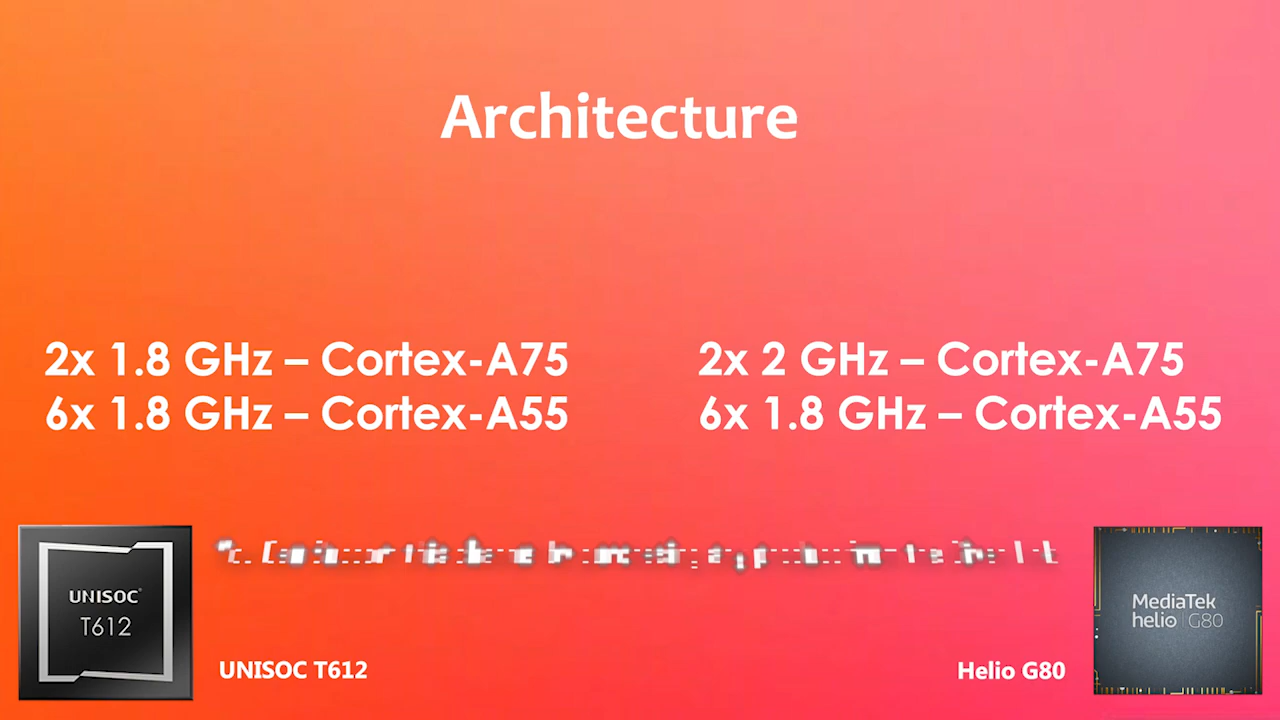 Architecture
2x 1.8 GHz – Cortex-A75
6x 1.8 GHz – Cortex-A55
2x 2 GHz – Cortex-A75
6x 1.8 GHz – Cortex-A55
UNISOC
T612
UNISOC T612
Helio G80
MediaTek
helio G80